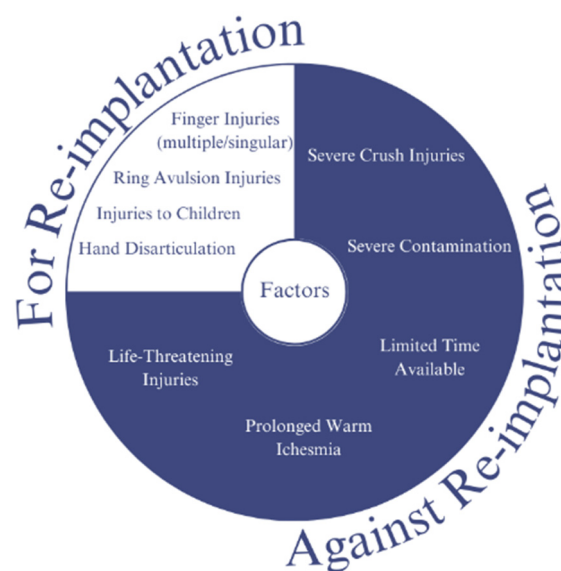 For Re-implantation
Finger Injuries
(multiple/singular)
Ring Avulsion Injuries
Injuries to Children
Hand Disarticulation
Severe Crush Injuries
Severe Contamination
Factors
Limited Time
Available
Life-Threatening
Injuries
Prolonged Warm
Ichesmia
Against Re-implantation